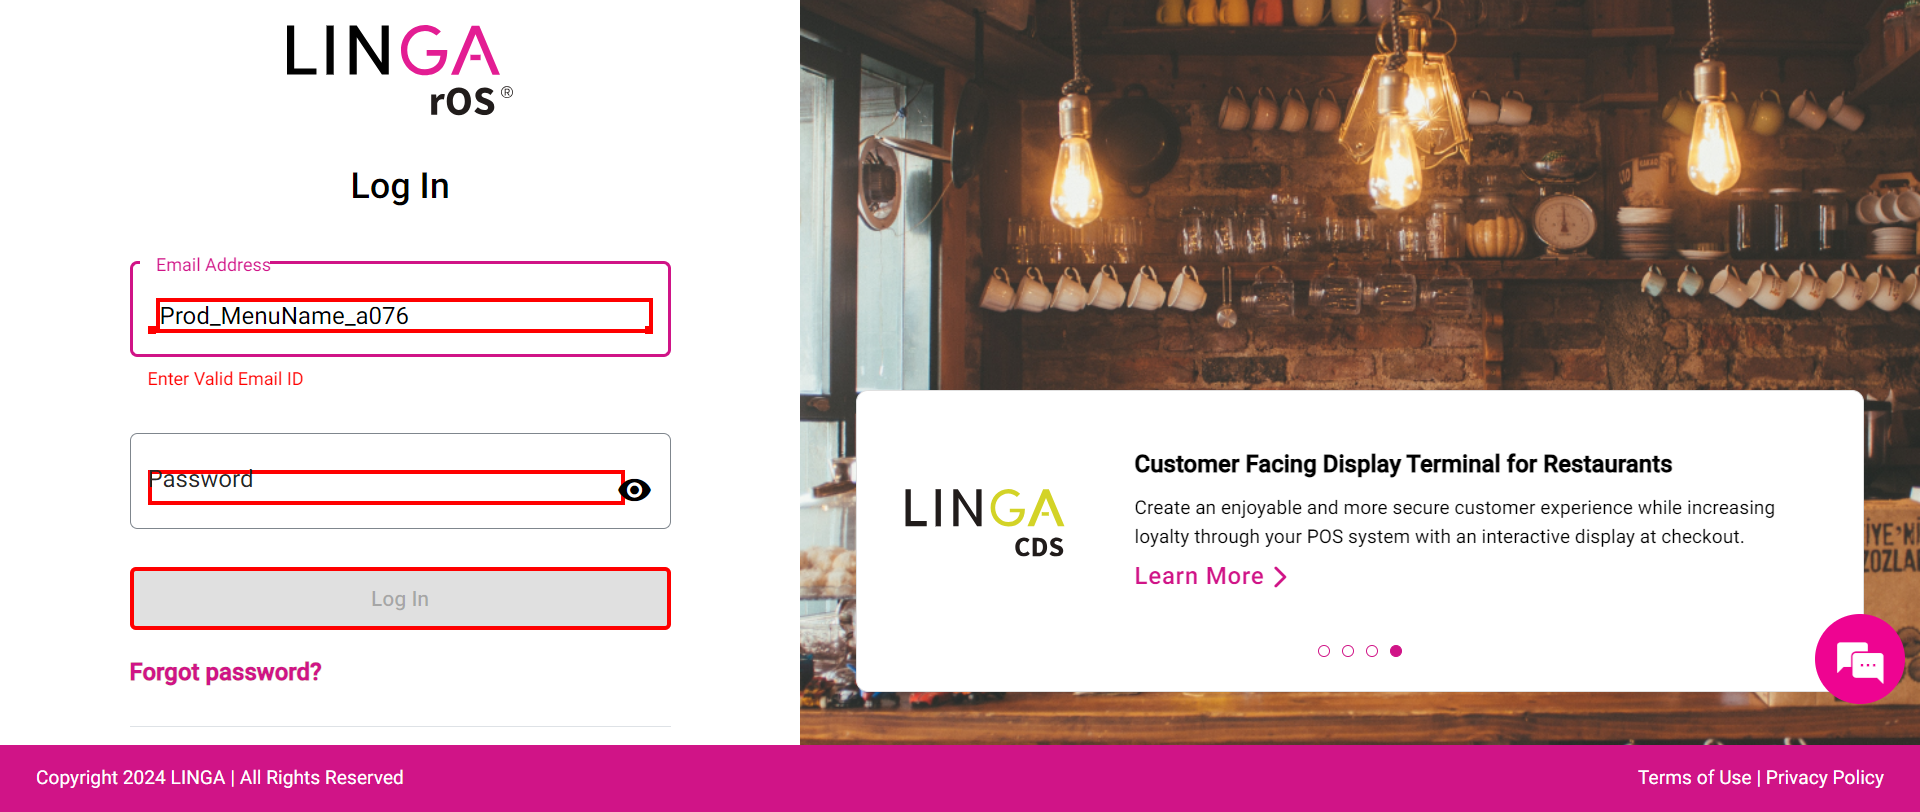 LINGA
rOS®
Log In
Email Address
Prod_MenuName_a076
Enter Valid Email ID
Password
Log In
Forgot password?
LINGA
CDS
Customer Facing Display Terminal for Restaurants
Create an enjoyable and more secure customer experience while increasing
loyalty through your POS system with an interactive display at checkout.
Learn More
Copyright 2024 LINGA | All Rights Reserved
Terms of Use | Privacy Policy